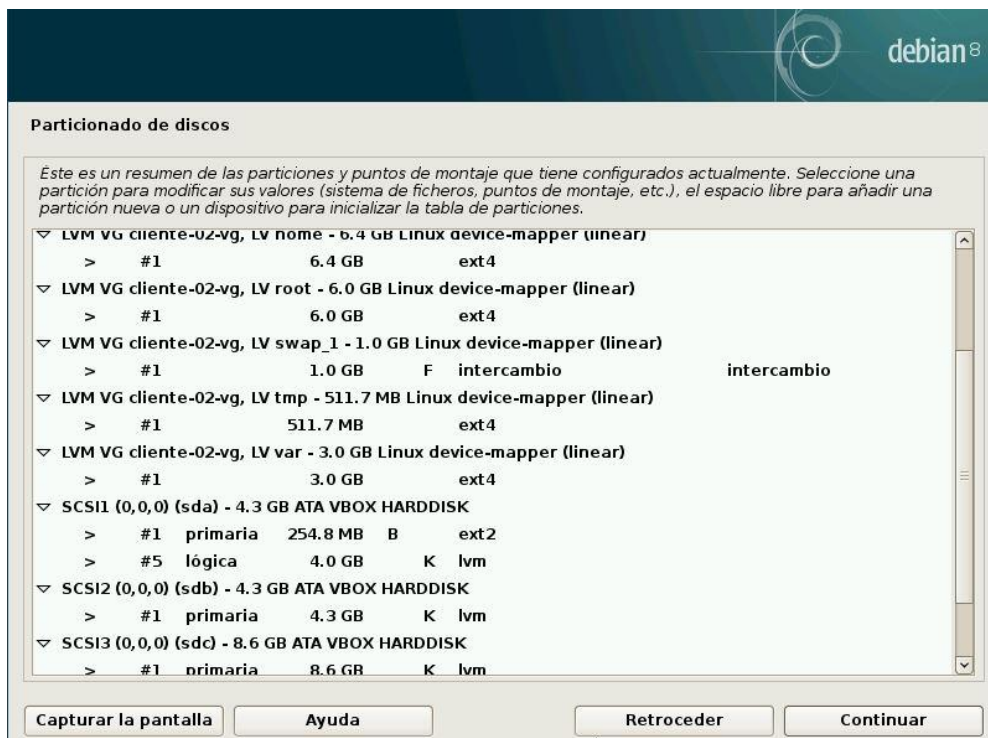 debian 8
Particionado de discos
Éste es un resumen de las particiones y puntos de montaje que tiene configurados actualmente. Seleccione una
partición para modificar sus valores (sistema de ficheros, puntos de montaje, etc.), el espacio libre para añadir una
partición nueva o un dispositivo para inicializar la tabla de particiones.
▽ LVM VG cliente-02-vg, LV home - 6.4 GB Linux device-mapper (linear)
> #1 6.4 GB ext4
▽ LVM VG cliente-02-vg, LV root - 6.0 GB Linux device-mapper (linear)
> #1 6.0 GB ext4
▽ LVM VG cliente-02-vg, LV swap_1 - 1.0 GB Linux device-mapper (linear)
> #1 1.0 GB F intercambio intercambio
▽ LVM VG cliente-02-vg, LV tmp - 511.7 MB Linux device-mapper (linear)
> #1 511.7 MB ext4
▽ LVM VG cliente-02-vg, LV var - 3.0 GB Linux device-mapper (linear)
> #1 3.0 GB ext4
▽ SCSI1 (0,0,0) (sda) - 4.3 GB ATA VBOX HARDDISK
> #1 primaria 254.8 MB B ext2
> #5 lógica 4.0 GB K lvm
▽ SCSI2 (0,0,0) (sdb) - 4.3 GB ATA VBOX HARDDISK
> #1 primaria 4.3 GB K lvm
▽ SCSI3 (0,0,0) (sdc) - 8.6 GB ATA VBOX HARDDISK
> #1 primaria 8.6 GB K lvm
Capturar la pantalla Ayuda Retroceder Continuar